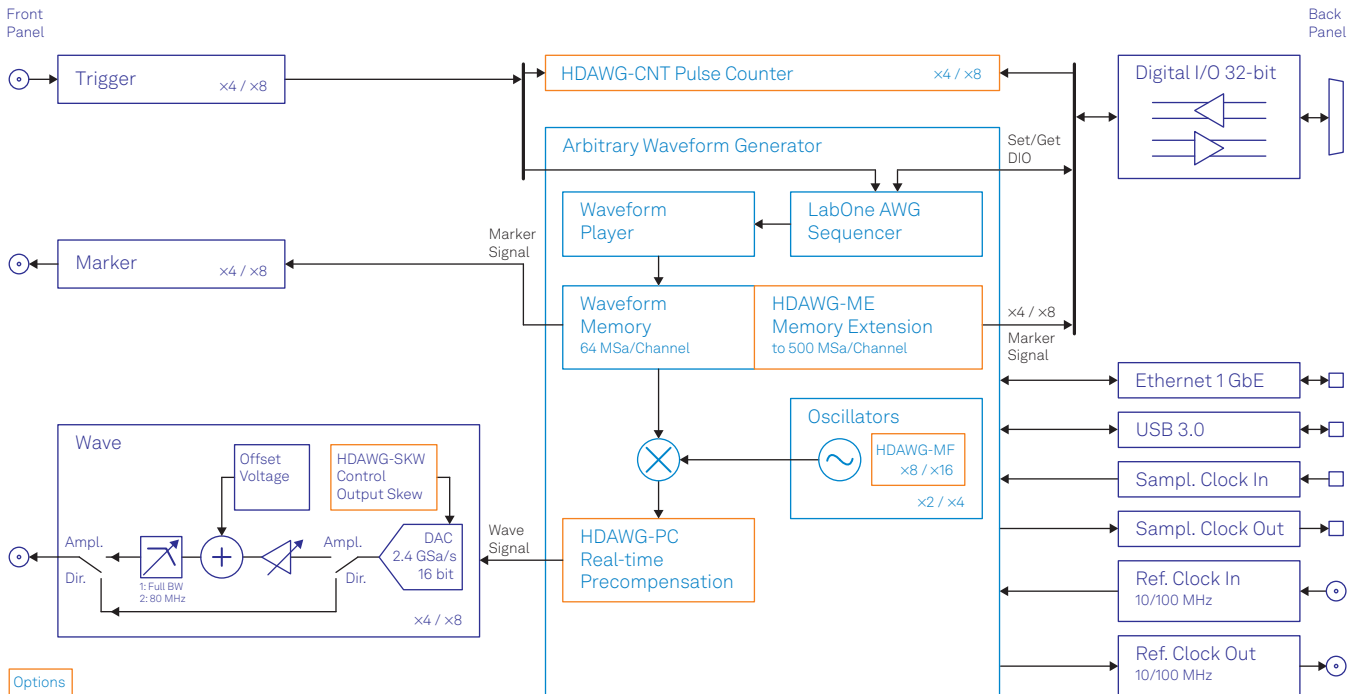 Front
Panel
Back
Panel
Trigger
×4 / ×8
HDAWG-CNT Pulse Counter
×4 / ×8
Digital I/O 32-bit
Arbitrary Waveform Generator
Set/Get
DIO
Waveform
Player
LabOne AWG
Sequencer
Marker
Signal
Marker
×4 / ×8
Waveform
Memory
64 MSa/Channel
HDAWG-ME
Memory Extension
to 500 MSa/Channel
×4 / ×8
Marker
Signal
Ethernet 1 GbE
USB 3.0
Sampl. Clock In
Sampl. Clock Out
Ref. Clock In
10/100 MHz
Ref. Clock Out
10/100 MHz
Oscillators
HDAWG-MF
×8 / ×16
×2 / ×4
Wave
Offset
Voltage
HDAWG-SKW
Control
Output Skew
DAC
2.4 GSa/s
16 bit
Ampl.
Dir.
Ampl.
Dir.
1: Full BW
2: 80 MHz
×4 / ×8
Wave
Signal
HDAWG-PC
Real-time
Precompensation
Options